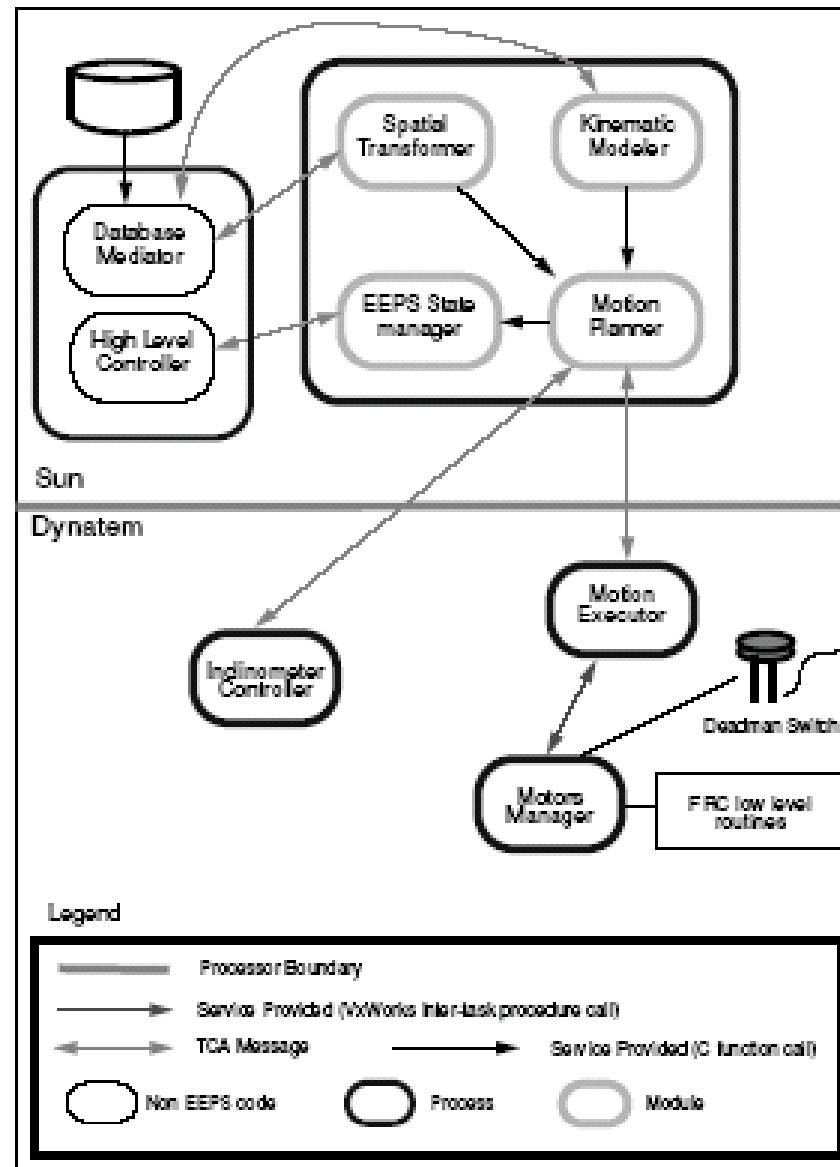 Spatial
Transformer
Kinematic
Modeler
Database
Mediator
EEPS State
manager
Motion
Planner
High Level
Controller
Sun
Dynatem
Motion
Executor
Inclinometer
Controller
Deadman Switch
Motors
Manager
FRC low level
routines
Legend
Processor Boundary
Service Provided (VxWorks inter-task procedure call)
TCA Message
Service Provided (C function call)
Non EEPS code
Process
Module